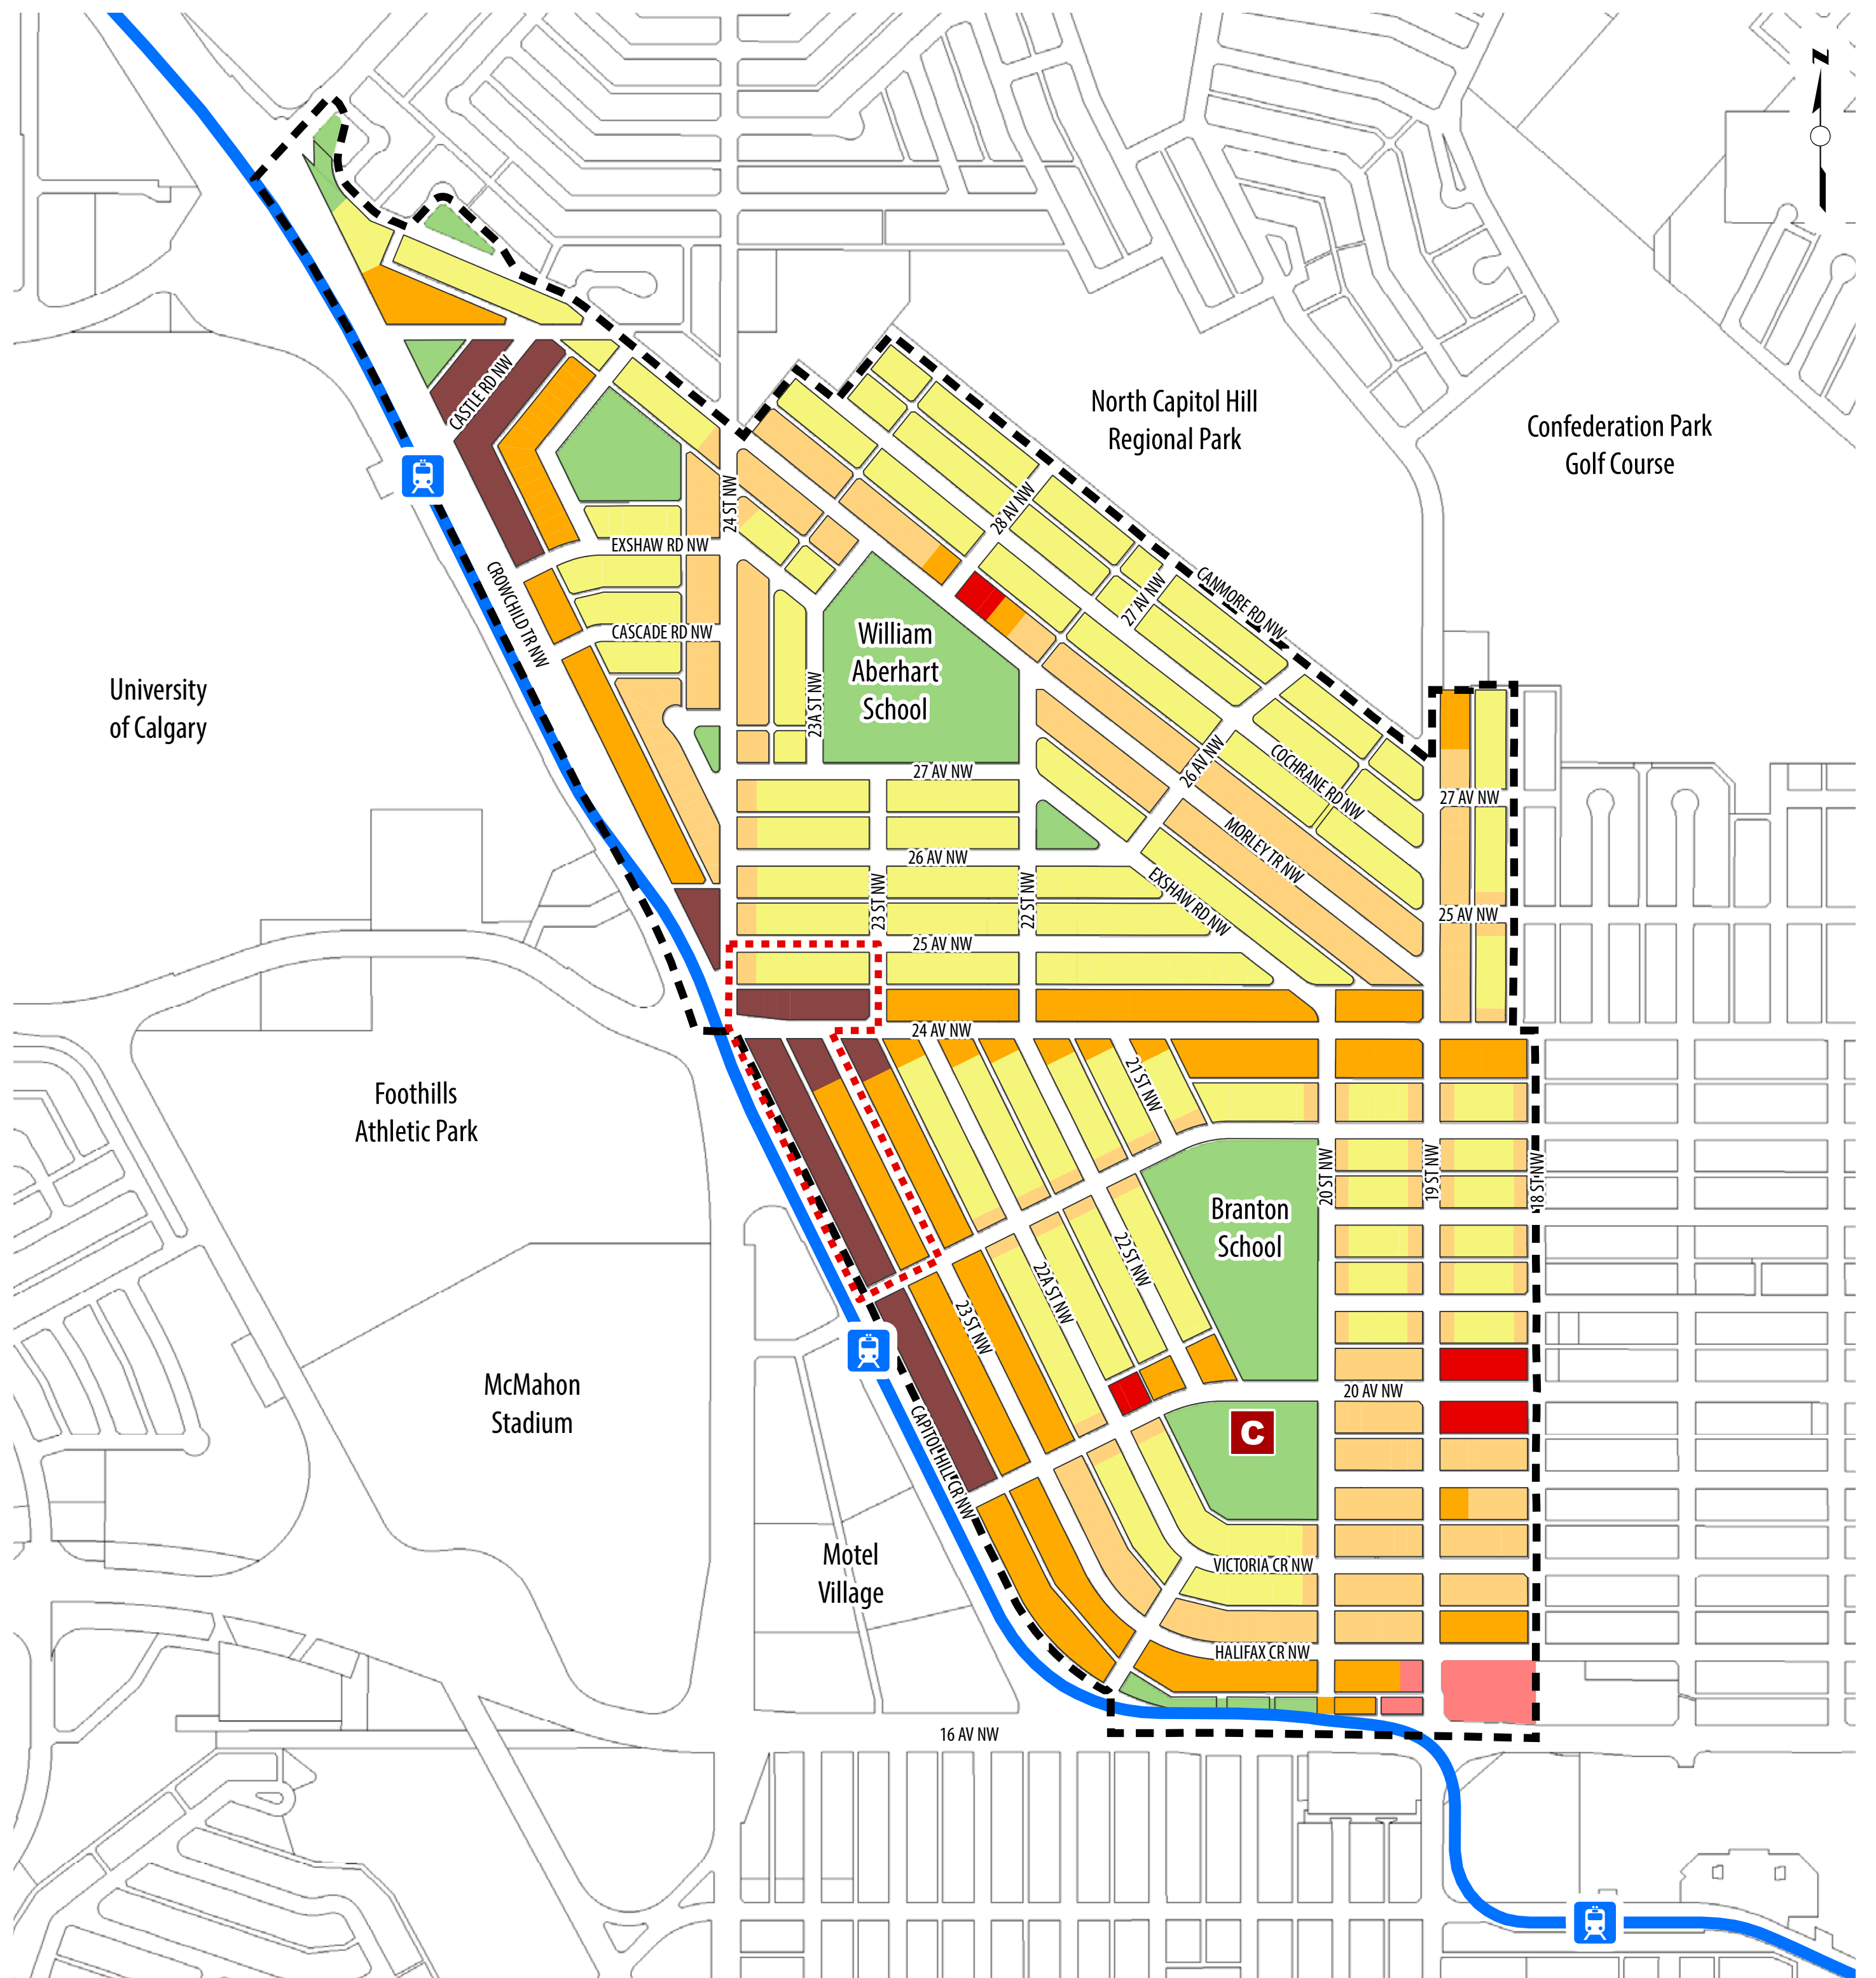 N
North Capitol Hill
Regional Park
Confederation Park
Golf Course
CASTLE RD NW
24 ST NW
28 AV NW
EXSHAW RD NW
CROWCHILD TR NW
CANMORE RD NW
27 AV NW
CASCADE RD NW
William
Aberhart
School
University
of Calgary
23A ST NW
26 AV NW
COCHRANE RD NW
27 AV NW
27 AV NW
MORLEY TR NW
26 AV NW
23 ST NW
22 ST NW
EXSHAW RD NW
25 AV NW
25 AV NW
24 AV NW
21 ST NW
Foothills
Athletic Park
20 ST NW
19 ST NW
18 ST NW
Branton
School
22 ST NW
22A ST NW
23 ST NW
McMahon
Stadium
20 AV NW
C
CAPITOL HILL CR NW
Motel
Village
VICTORIA CR NW
HALIFAX CR NW
16 AV NW